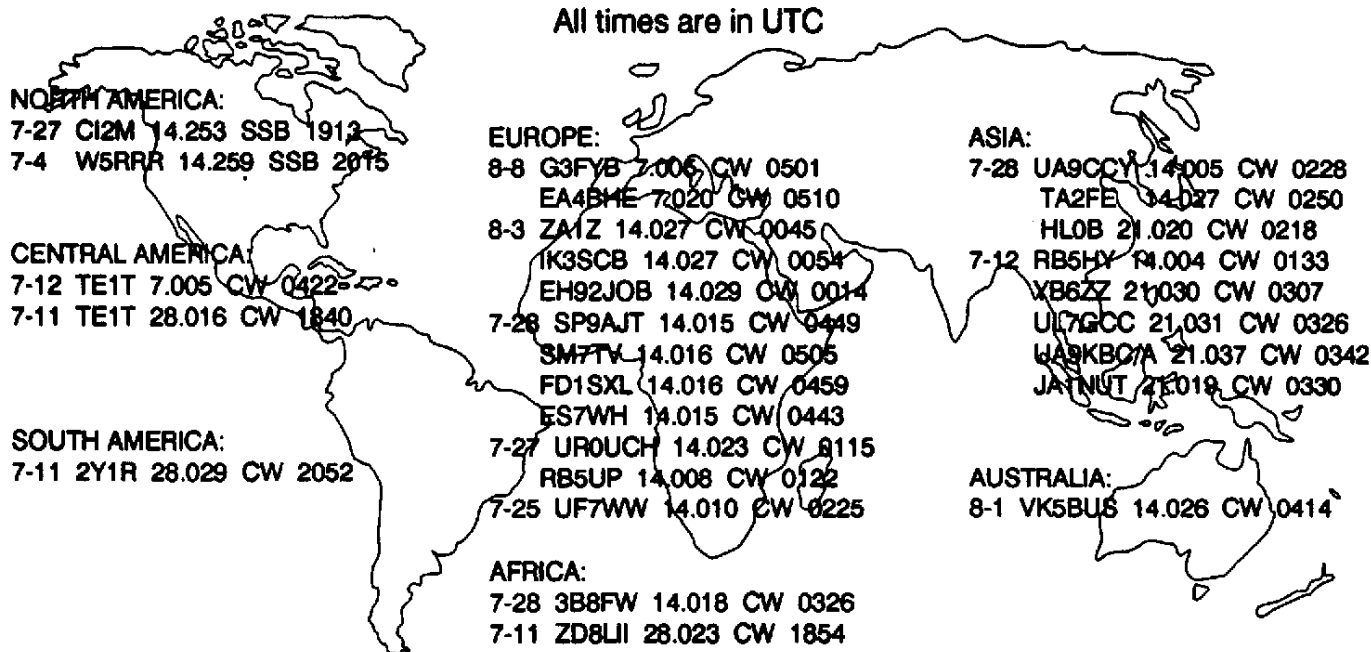 All times are in UTC
NORTH AMERICA:
7-27 CI2M 14.253 SSB 1913
7-4 W5RRR 14.259 SSB 2015
CENTRAL AMERICA:
7-12 TE1T 7.005 CW 0422
7-11 TE1T 28.016 CW 1840
SOUTH AMERICA:
7-11 2Y1R 28.029 CW 2052
EUROPE:
8-8 G3FYB 7.006 CW 0501
EA4BHE 7.020 CW 0510
8-3 ZA1Z 14.027 CW 0045
IK3SCB 14.027 CW 0054
EH92JOB 14.029 CW 0014
7-28 SP9AJT 14.015 CW 0449
SM7TV 14.016 CW 0505
FD1SXL 14.016 CW 0459
ES7WH 14.015 CW 0443
7-27 UR0UCH 14.023 CW 0115
RB5UP 14.008 CW 0122
7-25 UF7WW 14.010 CW 0225
AFRICA:
7-28 3B8FW 14.018 CW 0326
7-11 ZD8LII 28.023 CW 1854
ASIA:
7-28 UA9CCY 14.005 CW 0228
TA2FE 14.027 CW 0250
HL0B 21.020 CW 0218
7-12 RB5HY 14.004 CW 0133
YB6ZZ 21.030 CW 0307
UL7GCC 21.031 CW 0326
UA9KBC/A 21.037 CW 0342
JA1NUT 21.019 CW 0330
AUSTRALIA:
8-1 VK5BUS 14.026 CW 0414